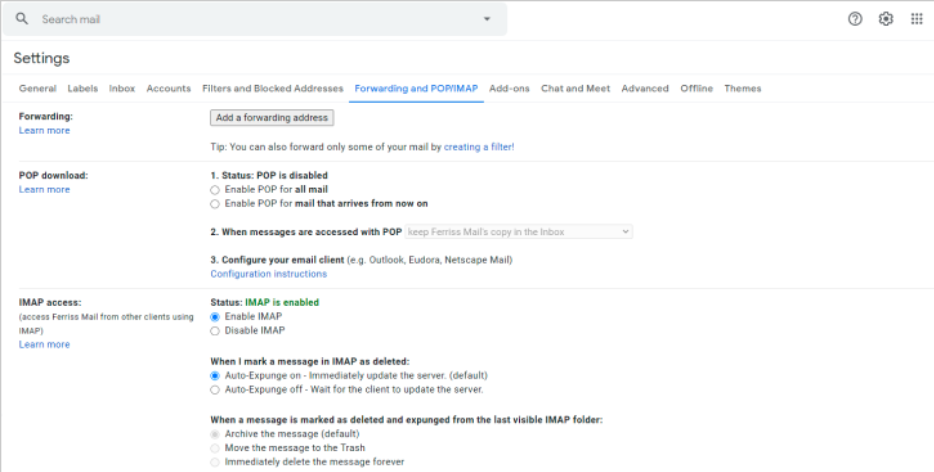 Search mail
Settings
General Labels Inbox Accounts Filters and Blocked Addresses Forwarding and POP/IMAP Add-ons Chat and Meet Advanced Offline Themes
Forwarding:
Learn more
Add a forwarding address
Tip: You can also forward only some of your mail by creating a filter!
POP download:
Learn more
1. Status: POP is disabled
Enable POP for all mail
Enable POP for mail that arrives from now on
2. When messages are accessed with POP keep Ferriss Mail's copy in the Inbox
3. Configure your email client (e.g. Outlook, Eudora, Netscape Mail)
Configuration instructions
IMAP access:
(access Ferriss Mail from other clients using
IMAP)
Learn more
Status: IMAP is enabled
Enable IMAP
Disable IMAP
When I mark a message in IMAP as deleted:
Auto-Expunge on - Immediately update the server. (default)
Auto-Expunge off - Wait for the client to update the server.
When a message is marked as deleted and expunged from the last visible IMAP folder:
Archive the message (default)
Move the message to the Trash
Immediately delete the message forever